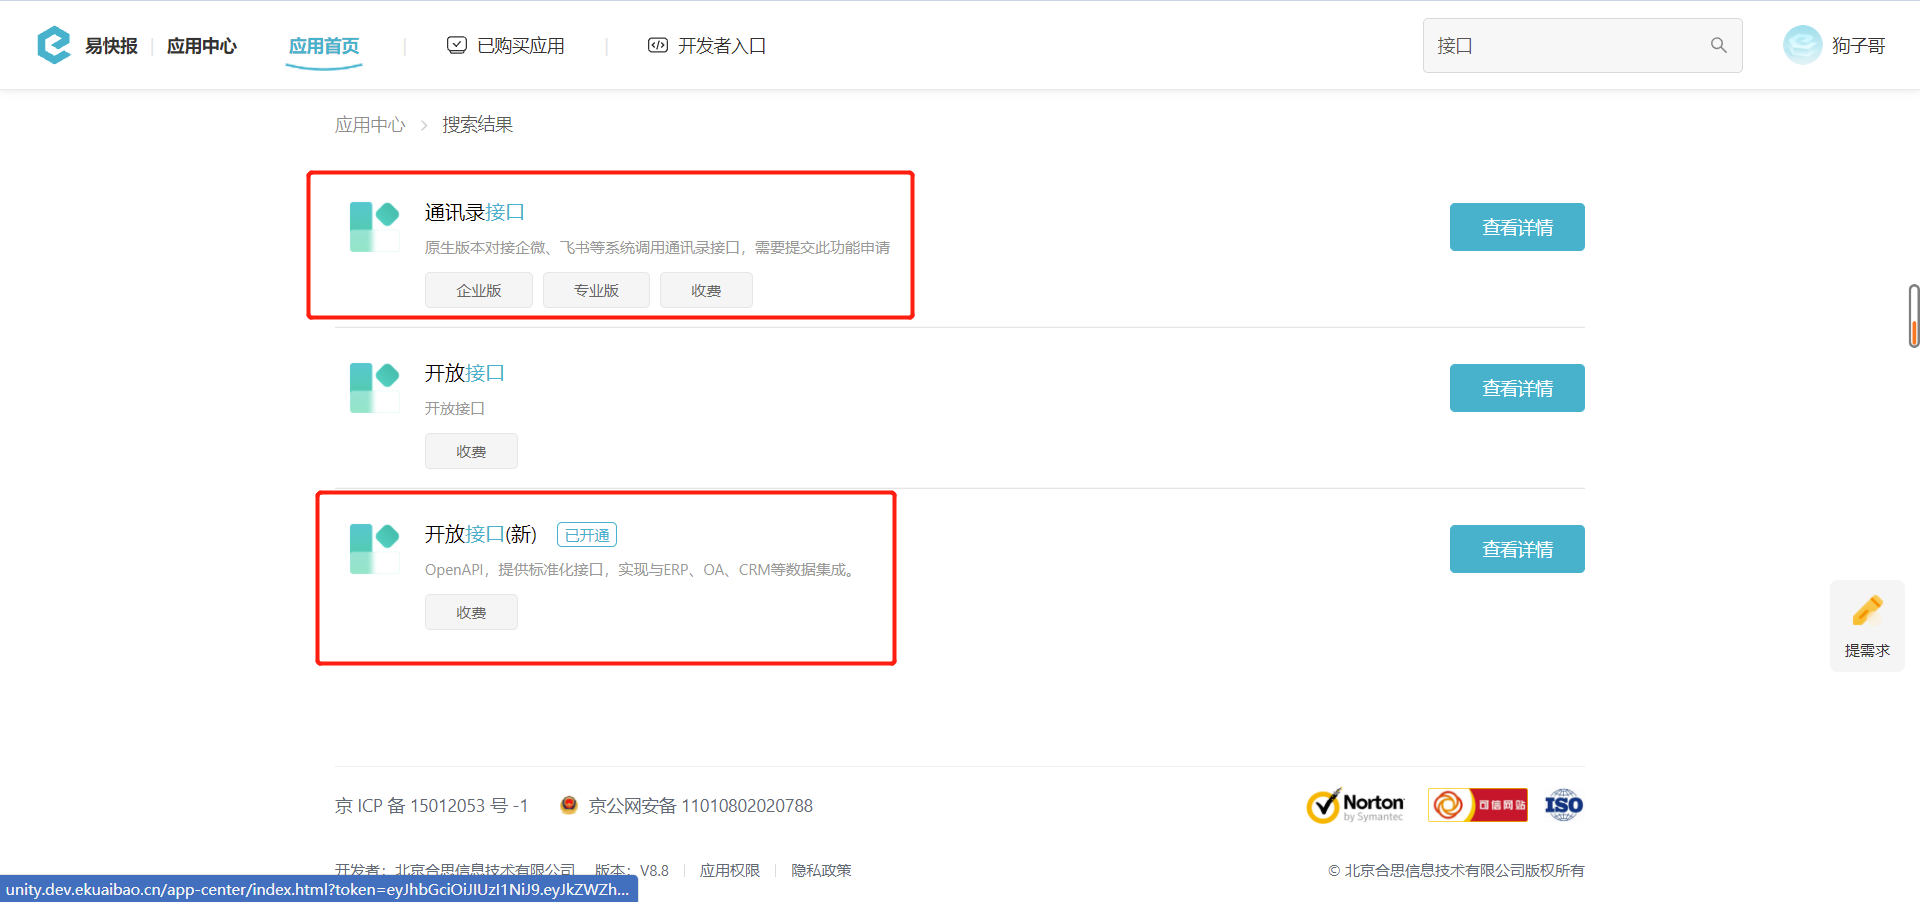 易快报 应用中心 应用首页 已购买应用 开发者入口 接口 狗子哥
应用中心 > 搜索结果
通讯录接口
查看详情
原生版本对接企微、飞书等系统调用通讯录接口，需要提交此功能申请
企业版 专业版 收费
开放接口
查看详情
开放接口
收费
开放接口(新) 已开通
查看详情
OpenAPI，提供标准化接口，实现与ERP、OA、CRM等数据集成。
收费
提需求
京 ICP 备 15012053 号 -1 京公网安备 11010802020788
Norton
by Symantec
可信网站
ISO
开发者：北京合思信息技术有限公司 版本：V8.8 应用权限 隐私政策
© 北京合思信息技术有限公司版权所有
unity.dev.ekuaibao.cn/app-center/index.html?token=eyJhbGciOiJIUzI1NiJ9.eyJkZWZh...